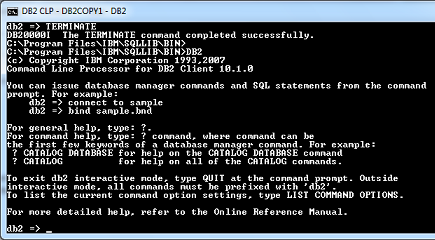 DB2 CLP - DB2COPY1 - DB2
db2 => TERMINATE
DB20000I  The TERMINATE command completed successfully.
C:\Program Files\IBM\SQLLIB\BIN>
C:\Program Files\IBM\SQLLIB\BIN>DB2
(c) Copyright IBM Corporation 1993,2007
Command Line Processor for DB2 Client 10.1.0
You can issue database manager commands and SQL statements from the command
prompt. For example:
    db2 => connect to sample
    db2 => bind sample.bnd
For general help, type: ?.
For command help, type: ? command, where command can be
the first few keywords of a database manager command. For example:
 ? CATALOG DATABASE for help on the CATALOG DATABASE command
 ? CATALOG          for help on all of the CATALOG commands.
To exit db2 interactive mode, type QUIT at the command prompt. Outside
interactive mode, all commands must be prefixed with 'db2'.
To list the current command option settings, type LIST COMMAND OPTIONS.
For more detailed help, refer to the Online Reference Manual.
db2 => _